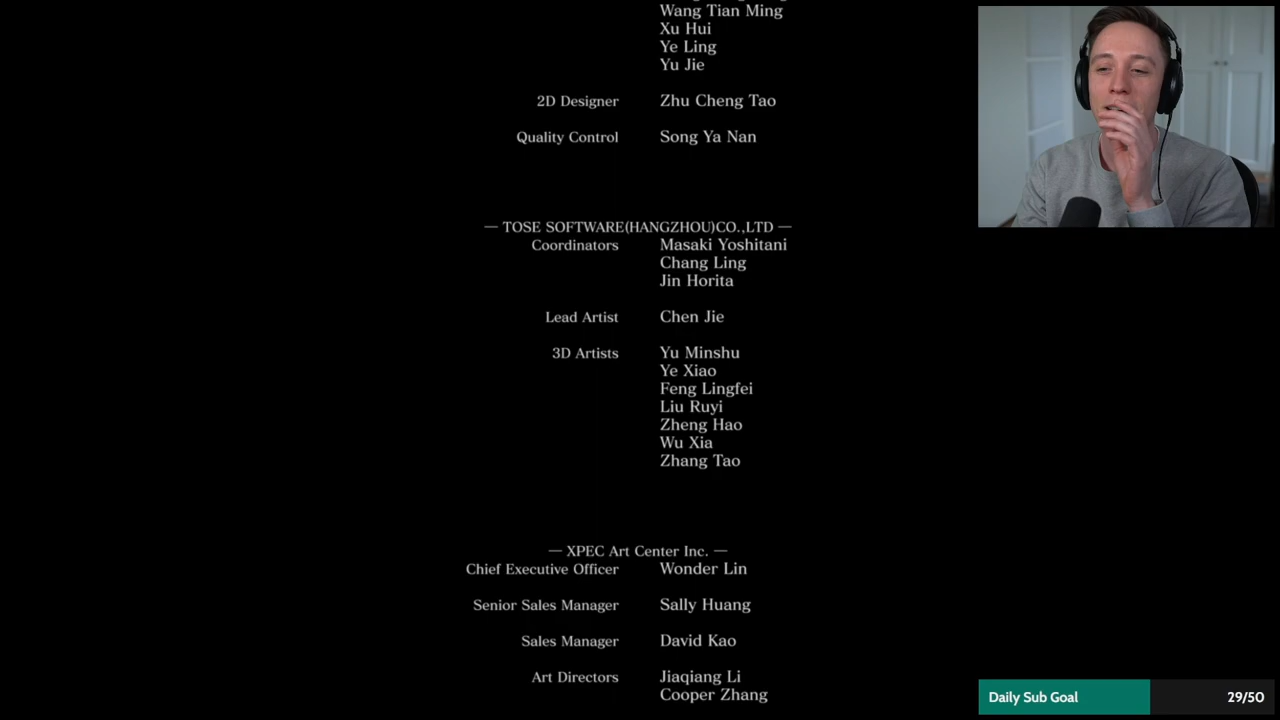 Wang Tian Ming
Xu Hui
Ye Ling
Yu Jie
2D Designer Zhu Cheng Tao
Quality Control Song Ya Nan
— TOSE SOFTWARE(HANGZHOU)CO.,LTD —
Coordinators Masaki Yoshitani
Chang Ling
Jin Horita
Lead Artist Chen Jie
3D Artists Yu Minshu
Ye Xiao
Feng Lingfei
Liu Ruyi
Zheng Hao
Wu Xia
Zhang Tao
— XPEC Art Center Inc. —
Chief Executive Officer Wonder Lin
Senior Sales Manager Sally Huang
Sales Manager David Kao
Art Directors Jiaqiang Li
Cooper Zhang
Daily Sub Goal 29/50